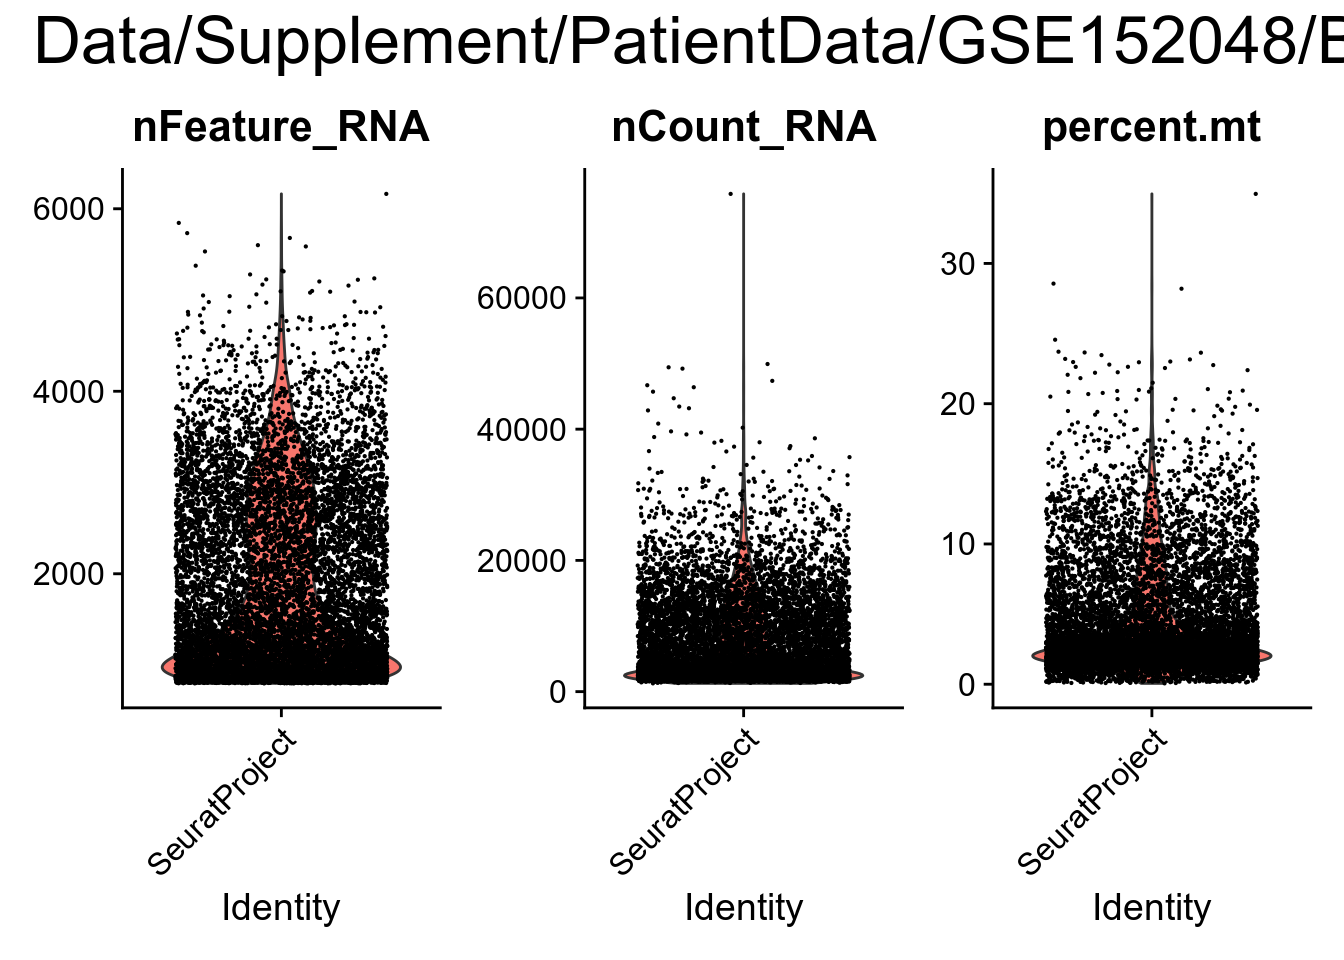 Data/Supplement/PatientData/GSE152048/
nFeature_RNA nCount_RNA percent.mt
6000
4000
2000
60000
40000
20000
0
30
20
10
0
SeuratProject SeuratProject SeuratProject
Identity Identity Identity